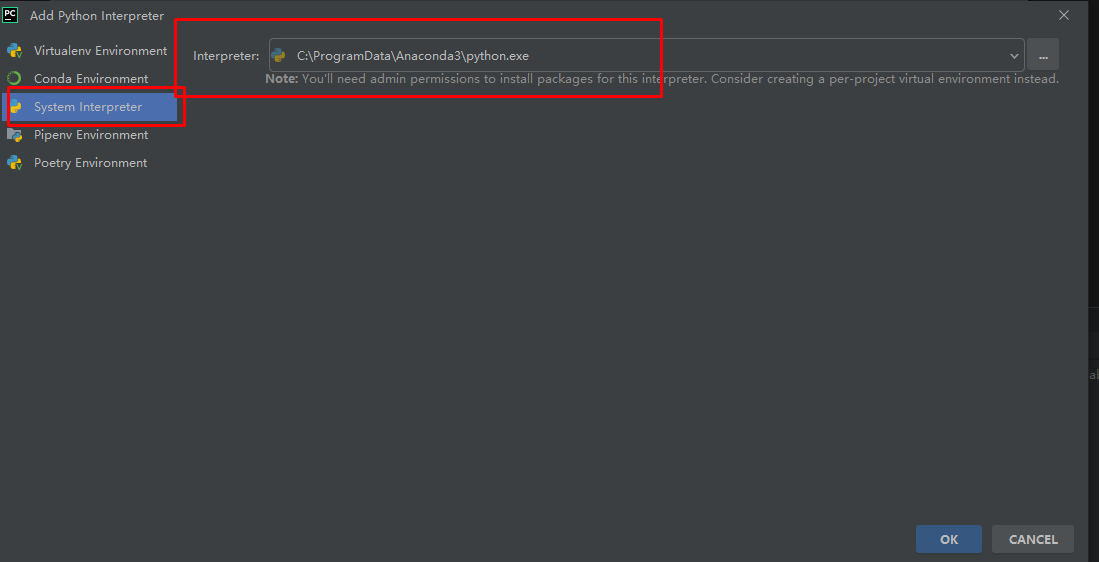 PC Add Python Interpreter
Virtualenv Environment
Conda Environment
System Interpreter
Pipenv Environment
Poetry Environment
Interpreter: C:\ProgramData\Anaconda3\python.exe ...
Note: You'll need admin permissions to install packages for this interpreter. Consider creating a per-project virtual environment instead.
OK CANCEL